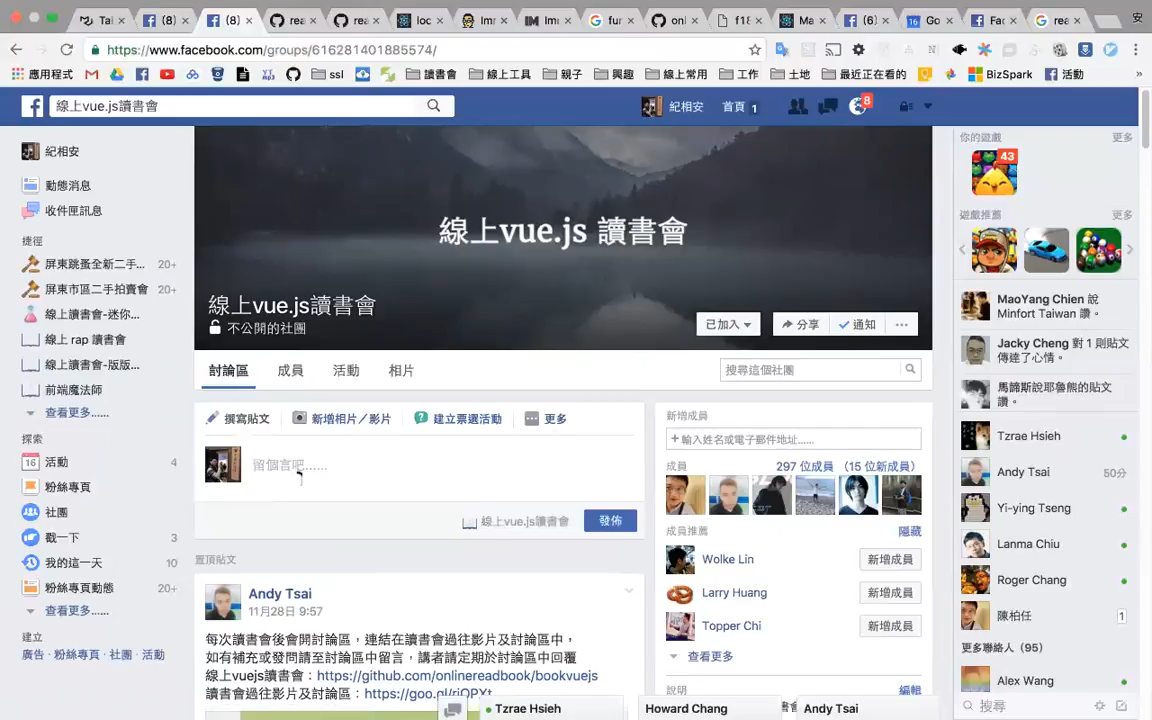 Tai
(8)
(8)
rea
rea
loc
Imr
Imr
fur
onl
f18
Ma
(6)
Go
Fac
rea
安
https://www.facebook.com/groups/616281401885574/
應用程式
ssl
讀書會
線上工具
親子
興趣
線上常用
工作
土地
最近正在看的
BizSpark
活動
»
線上vue.js讀書會
紀相安
首頁 1
8
紀相安
動態消息
收件匣訊息
捷徑
屏東跳蚤全新二手... 20+
屏東市區二手拍賣會 20+
線上讀書會-迷你...
線上 rap 讀書會
線上讀書會-版版...
前端魔法師
查看更多......
探索
16 活動 4
粉絲專頁
社團
戳一下 3
我的這一天 10
粉絲專頁動態 20+
查看更多......
建立
廣告 · 粉絲專頁 · 社團 · 活動
線上vue.js 讀書會
線上vue.js讀書會
不公開的社團
已加入
分享
通知
...
討論區
成員
活動
相片
搜尋這個社團
撰寫貼文
新增相片／影片
建立票選活動
更多
留個言吧......
線上vue.js讀書會
發佈
置頂貼文
Andy Tsai
11月28日 9:57
每次讀書會後會開討論區，連結在讀書會過往影片及討論區中，
如有補充或發問請至討論區中留言，講者請定期於討論區中回覆
線上vuejs讀書會：https://github.com/onlinereadbook/bookvuejs
讀書會過往影片及討論區：https://goo.gl/riQPYt
新增成員
+ 輸入姓名或電子郵件地址......
成員
297 位成員 （15 位新成員）
成員推薦
隱藏
Wolke Lin
新增成員
Larry Huang
新增成員
Topper Chi
新增成員
查看更多
說明
編輯
你的遊戲
更多
43
遊戲推薦
更多
MaoYang Chien 說
Minfort Taiwan 讚。
Jacky Cheng 對 1 則貼文
傳達了心情。
馬諦斯說耶魯熊的貼文
讚。
Tzrae Hsieh
Andy Tsai 50分
Yi-ying Tseng
Lanma Chiu
Roger Chang
陳柏任 1
更多聯絡人（95）
Alex Wang
搜尋
Tzrae Hsieh
Howard Chang
Andy Tsai